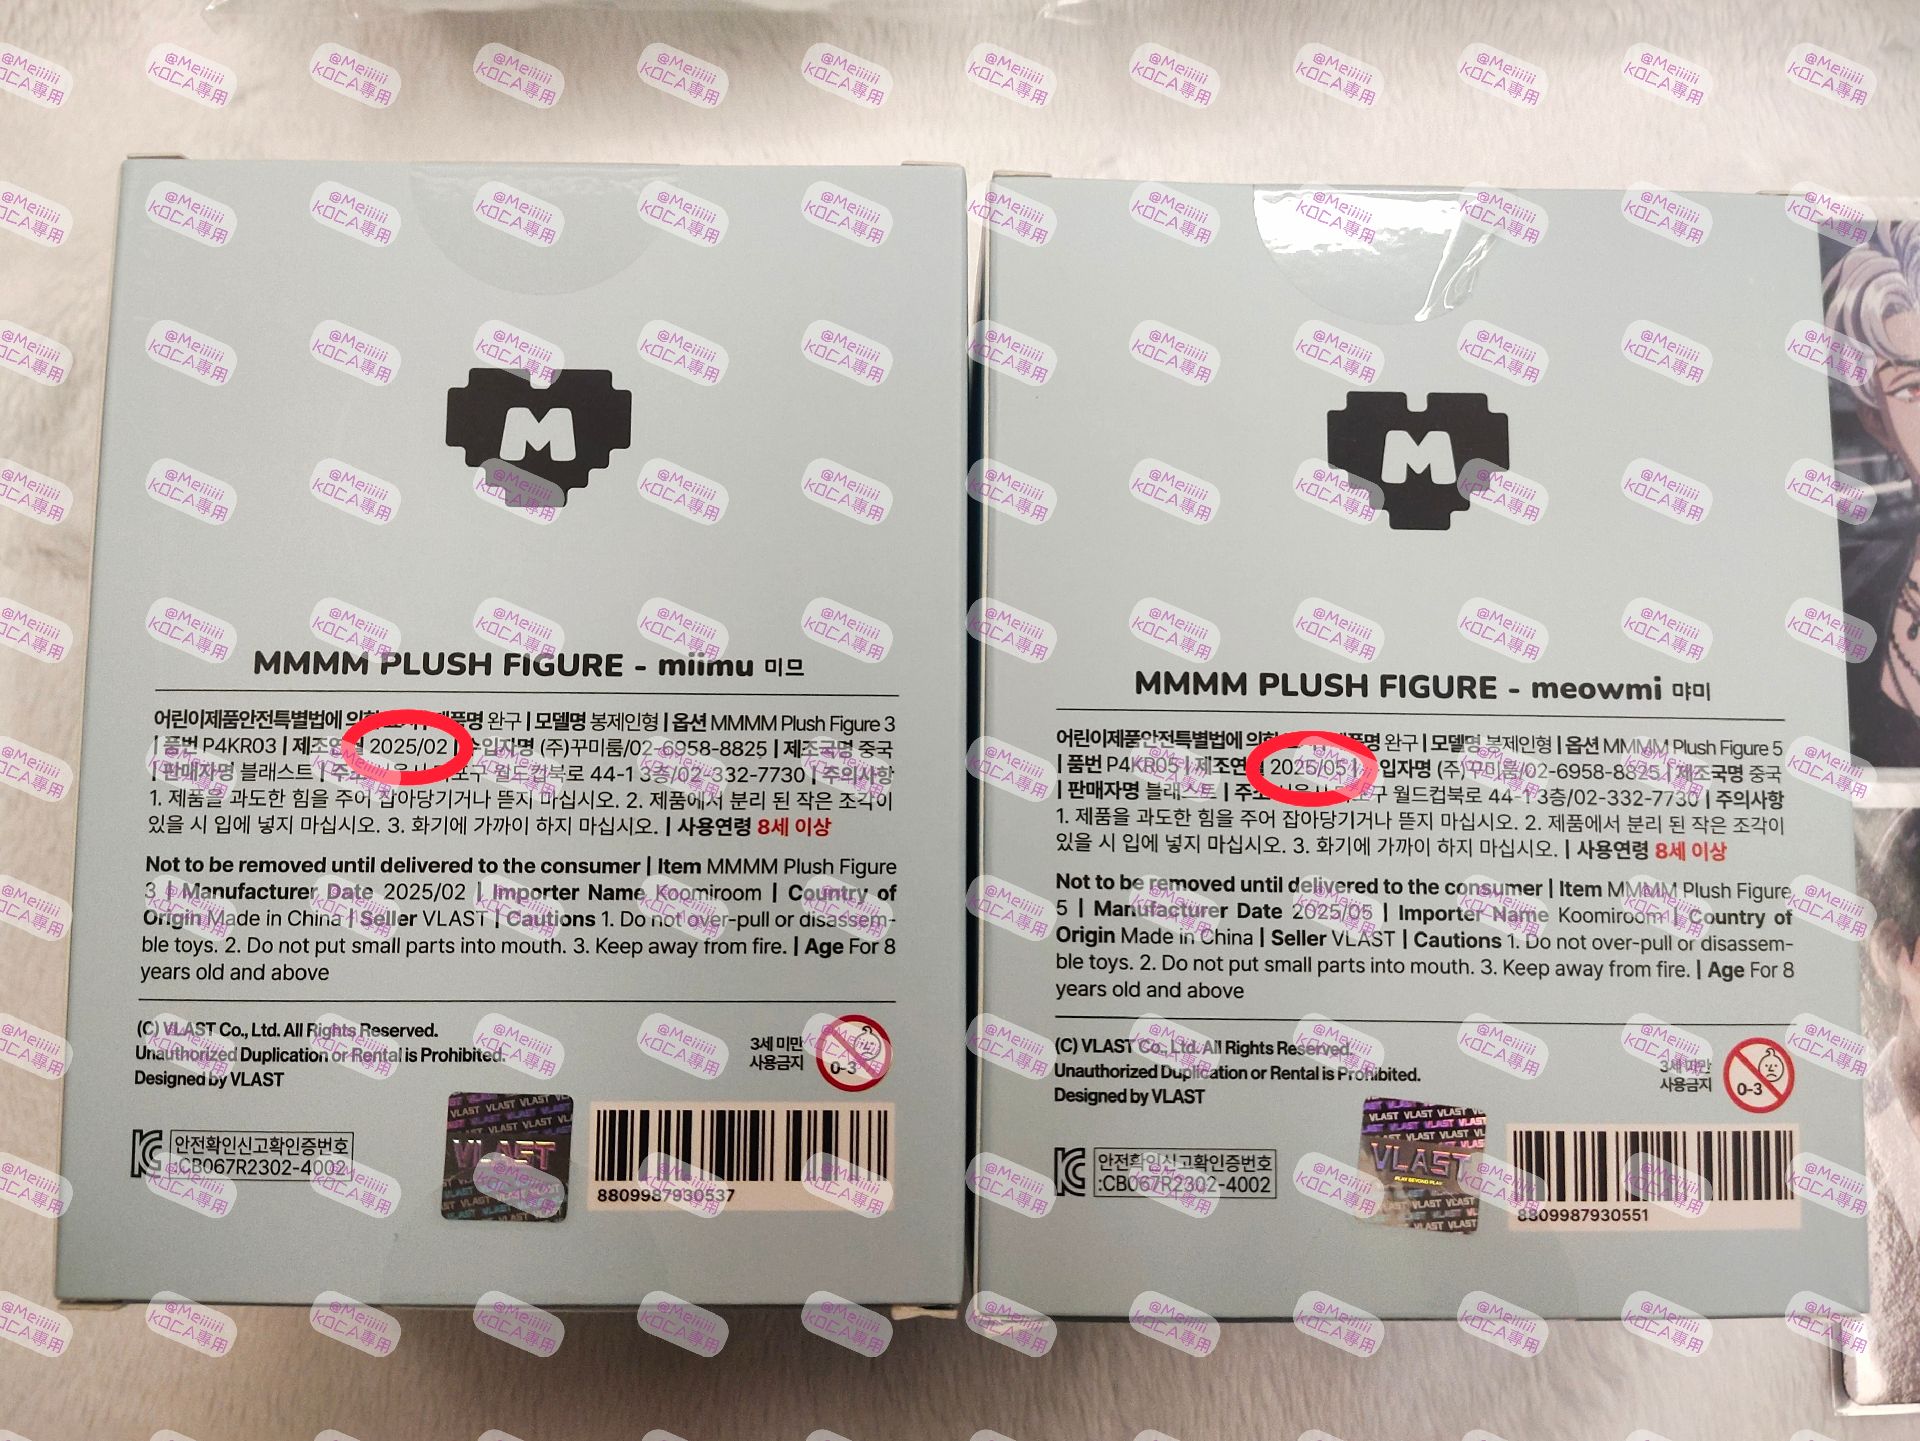 M
MMMM PLUSH FIGURE - miimu 미므
어린이제품안전특별법에 의한 | 제품명 완구 | 모델명 봉제인형 | 옵션 MMMM Plush Figure 3
| 품번 P4KR03 | 제조연월 2025/02 | 수입자명 (주)꾸미룸/02-6958-8825 | 제조국명 중국
| 판매자명 블래스트 | 주소 서울시 마포구 월드컵북로 44-1 3층/02-332-7730 | 주의사항
1. 제품을 과도한 힘을 주어 잡아당기거나 뜯지 마십시오. 2. 제품에서 분리 된 작은 조각이
있을 시 입에 넣지 마십시오. 3. 화기에 가까이 하지 마십시오. | 사용연령 8세 이상
Not to be removed until delivered to the consumer | Item MMMM Plush Figure
3 | Manufacturer Date 2025/02 | Importer Name Koomiroom | Country of
Origin Made in China | Seller VLAST | Cautions 1. Do not over-pull or disassem-
ble toys. 2. Do not put small parts into mouth. 3. Keep away from fire. | Age For 8
years old and above
(C) VLAST Co., Ltd. All Rights Reserved.
Unauthorized Duplication or Rental is Prohibited.
Designed by VLAST
3세 미만
사용금지
0-3
안전확인신고확인증번호
:CB067R2302-4002
VLAST
8809987930537
M
MMMM PLUSH FIGURE - meowmi 먀미
어린이제품안전특별법에 의한 | 제품명 완구 | 모델명 봉제인형 | 옵션 MMMM Plush Figure 5
| 품번 P4KR05 | 제조연월 2025/05 | 수입자명 (주)꾸미룸/02-6958-8825 | 제조국명 중국
| 판매자명 블래스트 | 주소 서울시 마포구 월드컵북로 44-1 3층/02-332-7730 | 주의사항
1. 제품을 과도한 힘을 주어 잡아당기거나 뜯지 마십시오. 2. 제품에서 분리 된 작은 조각이
있을 시 입에 넣지 마십시오. 3. 화기에 가까이 하지 마십시오. | 사용연령 8세 이상
Not to be removed until delivered to the consumer | Item MMMM Plush Figure
5 | Manufacturer Date 2025/05 | Importer Name Koomiroom | Country of
Origin Made in China | Seller VLAST | Cautions 1. Do not over-pull or disassem-
ble toys. 2. Do not put small parts into mouth. 3. Keep away from fire. | Age For 8
years old and above
(C) VLAST Co., Ltd. All Rights Reserved.
Unauthorized Duplication or Rental is Prohibited.
Designed by VLAST
3세 미만
사용금지
0-3
안전확인신고확인증번호
:CB067R2302-4002
VLAST
PLAY BEYOND PLAY
8809987930551
@Meiiiiii
KOCA專用